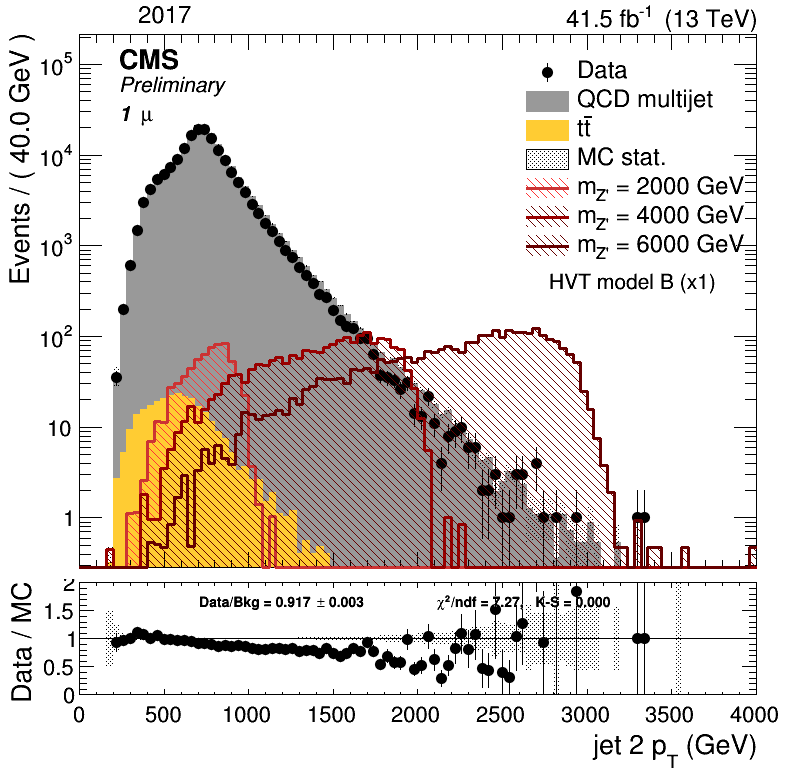 2017 41.5 fb⁻¹ (13 TeV)
CMS
Preliminary
1 μ
Events / ( 40.0 GeV )
10⁵
10⁴
10³
10²
10
1
Data
QCD multijet
tt̄
MC stat.
m_Z' = 2000 GeV
m_Z' = 4000 GeV
m_Z' = 6000 GeV
HVT model B (x1)
Data / MC
2
1.5
1
0.5
0
Data/Bkg = 0.917 ± 0.003 χ²/ndf = 7.27, K-S = 0.000
0 500 1000 1500 2000 2500 3000 3500 4000
jet 2 p_T (GeV)